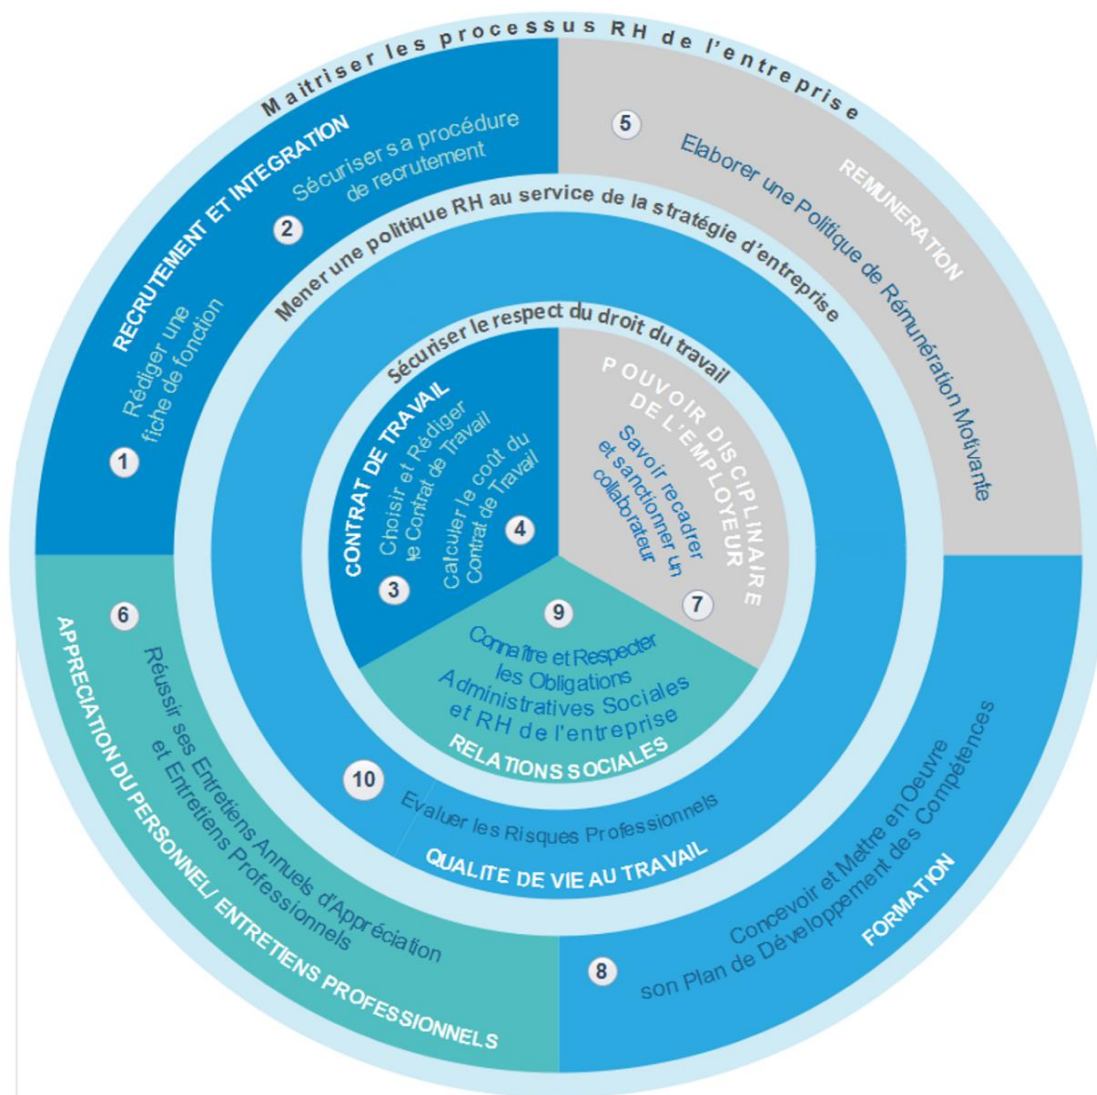 Maitriser les processus RH de l'entreprise
RECRUTEMENT ET INTEGRATION
1
Rédiger une
fiche de fonction
2
Sécuriser sa procédure
de recrutement
5
Elaborer une Politique de Rémunération Motivante
REMUNERATION
Mener une politique RH au service de la stratégie d'entreprise
Sécuriser le respect du droit du travail
CONTRAT DE TRAVAIL
3
Choisir et Rédiger
le Contrat de Travail
4
Calculer le coût du
Contrat de Travail
POUVOIR DISCIPLINAIRE
DE L'EMPLOYEUR
Savoir recadrer
et sanctionner un
collaborateur
7
9
Connaître et Respecter
les Obligations
Administratives Sociales
et RH de l'entreprise
RELATIONS SOCIALES
10
Evaluer les Risques Professionnels
QUALITE DE VIE AU TRAVAIL
6
Réussir ses Entretiens Annuels d'Appréciation
et Entretiens Professionnels
APPRECIATION DU PERSONNEL/ ENTRETIENS PROFESSIONNELS
8
Concevoir et Mettre en Oeuvre
son Plan de Développement des Compétences
FORMATION